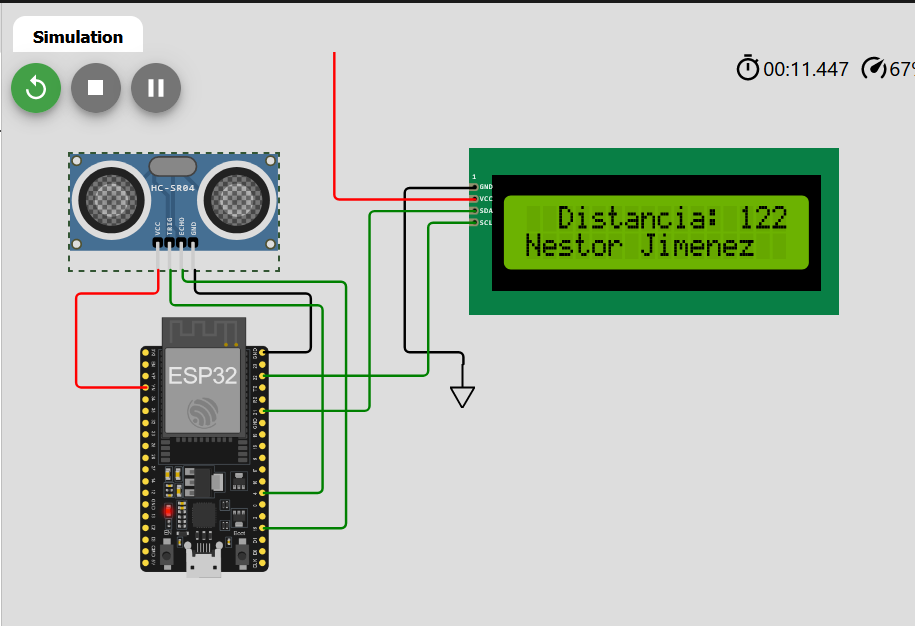 Simulation
00:11.447
67%
HC-SR04
VCC
TRIG
ECHO
GND
1
GND
VCC
SDA
SCL
Distancia: 122
Nestor Jimenez
ESP32